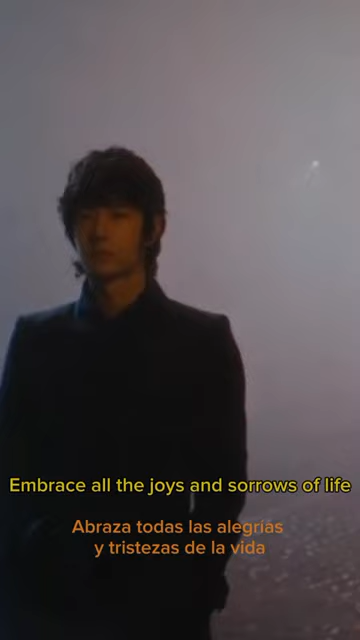 Embrace all the joys and sorrows of life
Abraza todas las alegrías
y tristezas de la vida